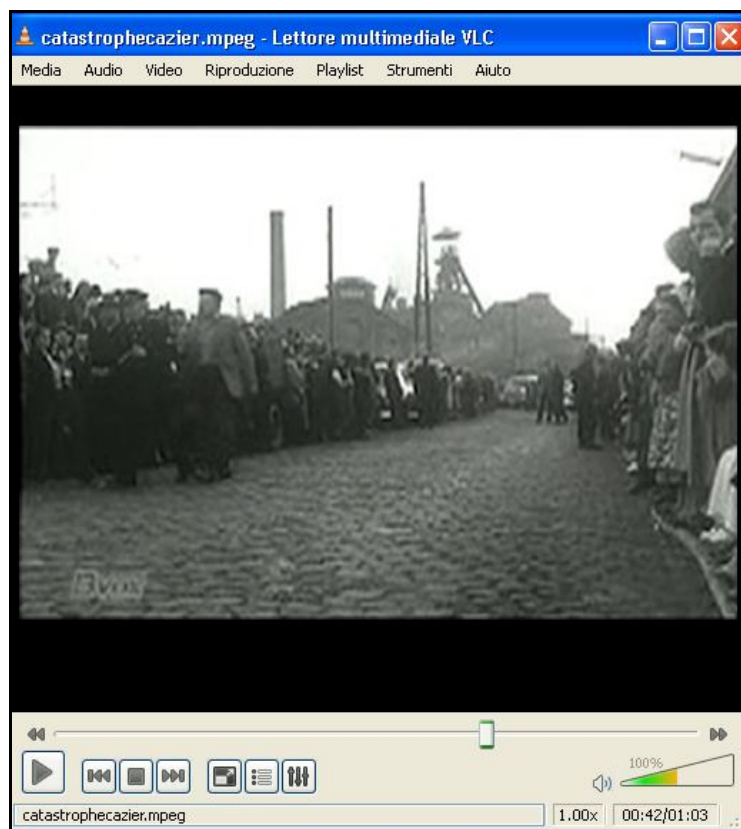 catastrophecazier.mpeg - Lettore multimediale VLC
Media Audio Video Riproduzione Playlist Strumenti Aiuto
100%
catastrophecazier.mpeg 1.00x 00:42/01:03